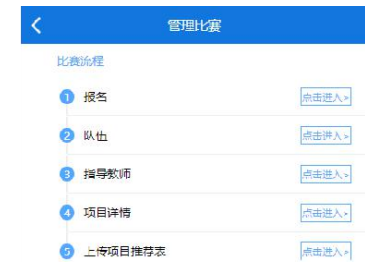 管理比赛
比赛流程
1 报名 点击进入>
2 队伍 点击进入>
3 指导教师 点击进入>
4 项目详情 点击进入>
5 上传项目推荐表 点击进入>